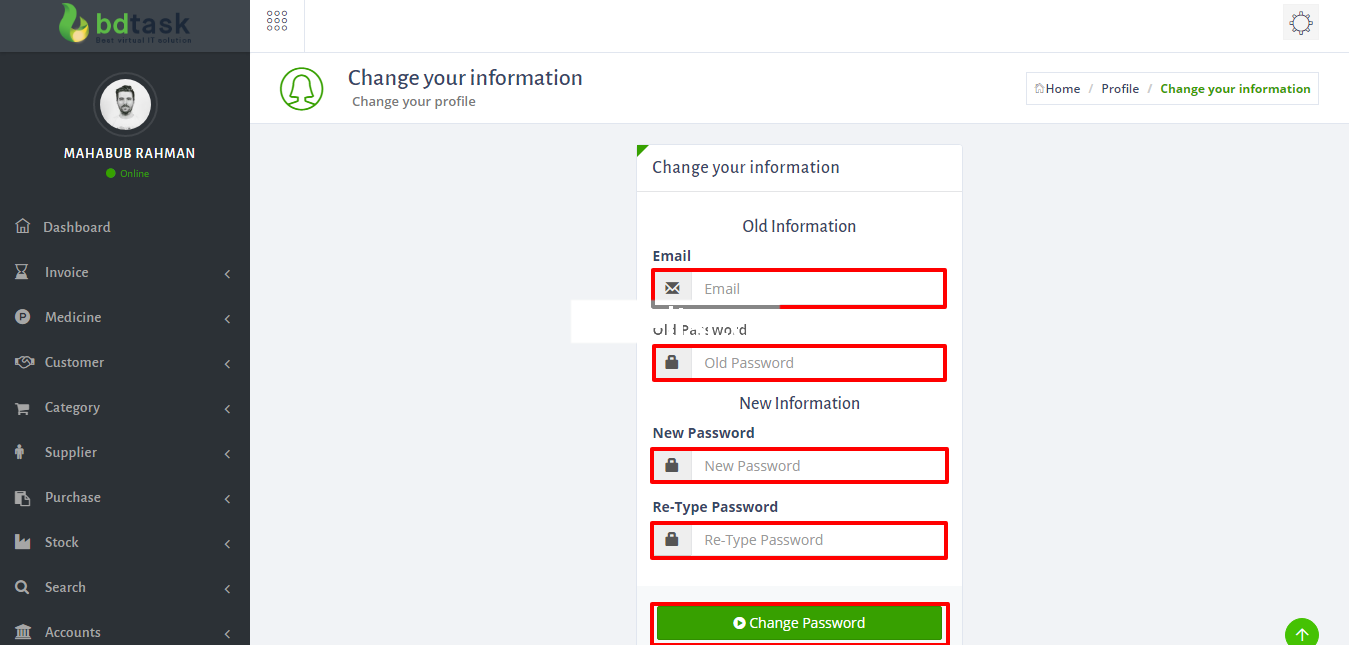 bdtask
Best virtual IT solution
MAHABUB RAHMAN
Online
Dashboard
Invoice
Medicine
Customer
Category
Supplier
Purchase
Stock
Search
Accounts
Change your information
Change your profile
Home / Profile / Change your information
Change your information
Old Information
Email
Email
Old Password
Old Password
New Information
New Password
New Password
Re-Type Password
Re-Type Password
Change Password